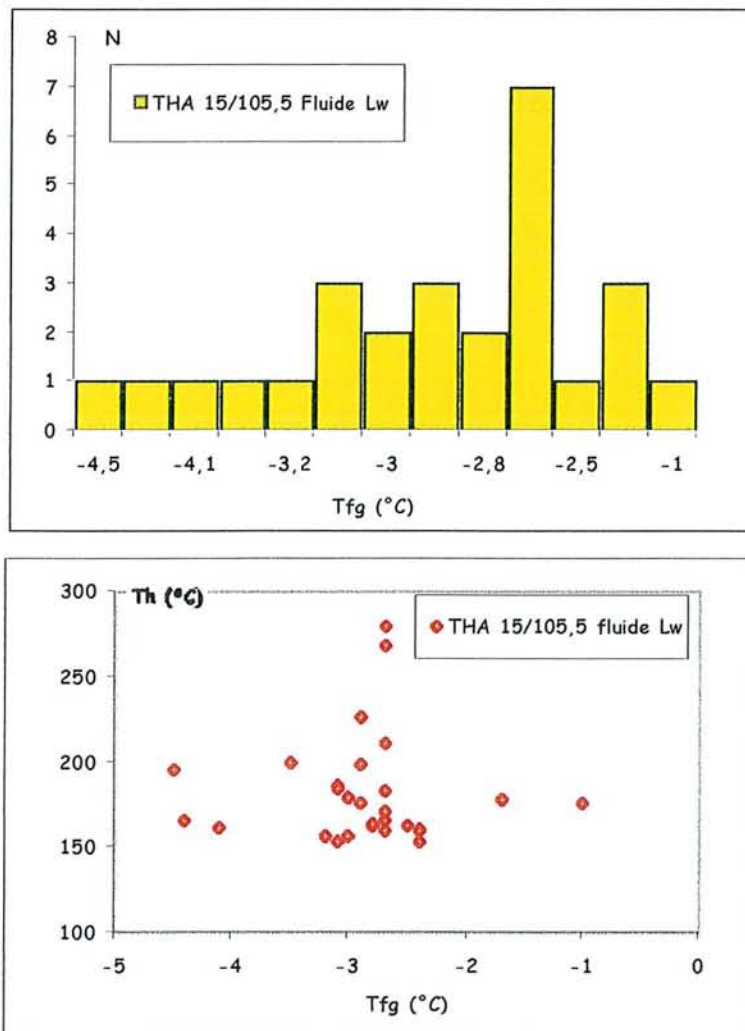 8
N
7
THA 15/105,5 Fluide Lw
6
5
4
3
2
1
0
-4,5 -4,1 -3,2 -3 -2,8 -2,5 -1
Tfg (°C)
300
Th (°C)
THA 15/105,5 fluide Lw
250
200
150
100
-5 -4 -3 -2 -1 0
Tfg (°C)